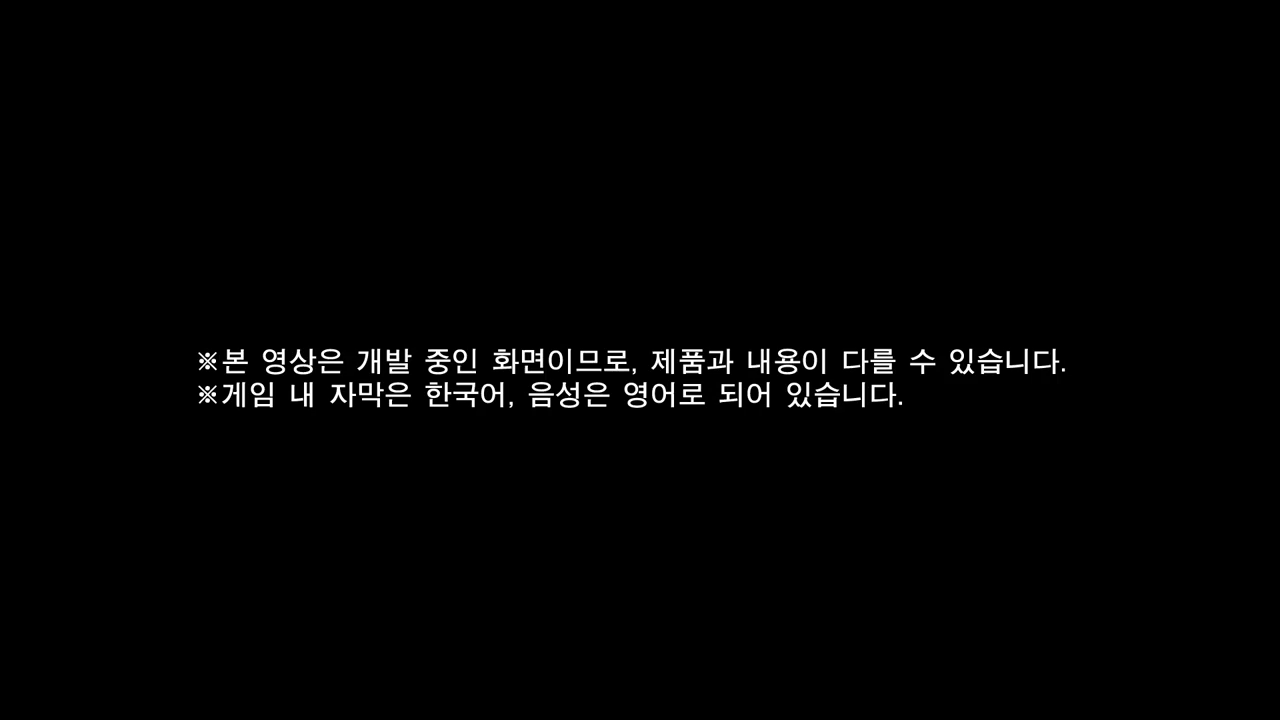 ※본 영상은 개발 중인 화면이므로, 제품과 내용이 다를 수 있습니다.
※게임 내 자막은 한국어, 음성은 영어로 되어 있습니다.